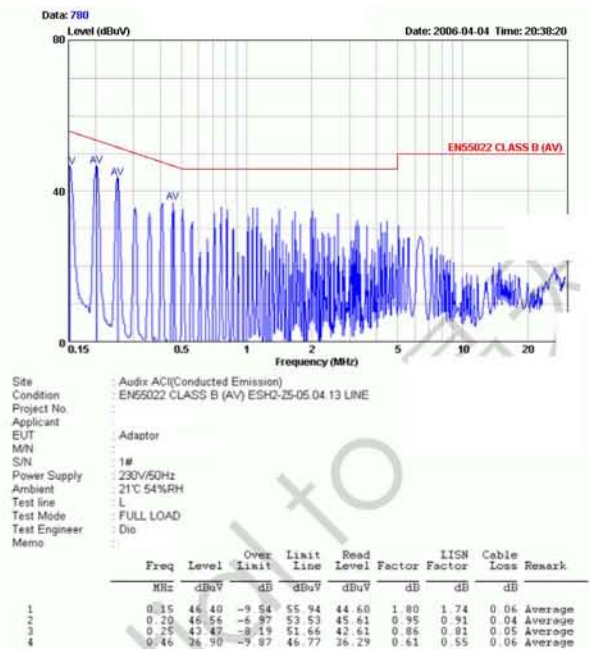 Data: 780
Level (dBuV) Date: 2006-04-04 Time: 20:38:20
80
EN55022 CLASS B (AV)
V AV AV AV
40
0
0.15 0.5 1 2 5 10 20
Frequency (MHz)
Site : Audix ACI(Conducted Emission)
Condition : EN55022 CLASS B (AV) ESH2-Z5-05.04.13 LINE
Project No. :
Applicant :
EUT : Adaptor
M/N :
S/N : 1#
Power Supply : 230V/50Hz
Ambient : 21℃ 54%RH
Test line : L
Test Mode : FULL LOAD
Test Engineer : Dio
Memo :
Over Limit Read LISN Cable
Freq Level Limit Line Level Factor Factor Loss Remark
MHz dBuV dB dBuV dBuV dB dB dB
1 0.15 46.40 -9.54 55.94 44.60 1.80 1.74 0.06 Average
2 0.20 46.56 -6.97 53.53 45.61 0.95 0.91 0.04 Average
3 0.25 43.47 -8.19 51.66 42.61 0.86 0.81 0.05 Average
4 0.46 36.90 -9.87 46.77 36.29 0.61 0.55 0.06 Average